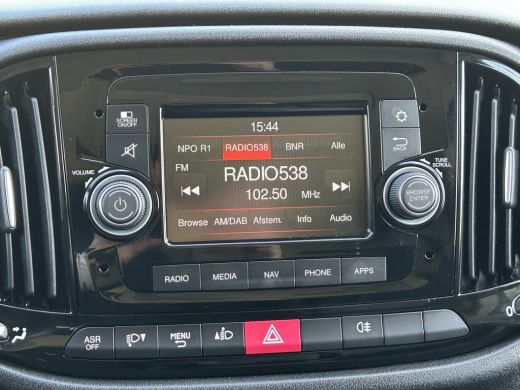 SCREEN
ON/OFF
15:44
NPO R1 RADIO538 BNR Alle
BACK
FM
RADIO538
102.50 MHz
VOLUME
TUNE
SCROLL
BROWSE
ENTER
Browse AM/DAB Afstem. Info Audio
RADIO MEDIA NAV PHONE APPS
ASR
OFF
MENU